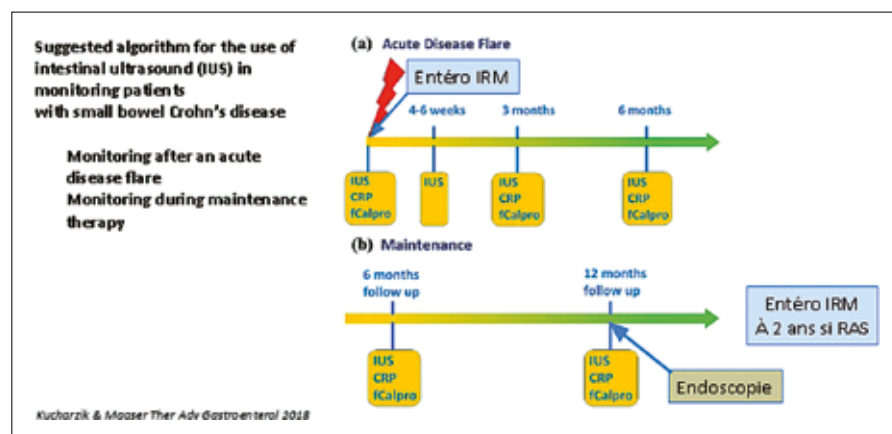 Suggested algorithm for the use of
intestinal ultrasound (IUS) in
monitoring patients
with small bowel Crohn's disease
Monitoring after an acute
disease flare
Monitoring during maintenance
therapy
(a) Acute Disease Flare
Entéro IRM
4-6 weeks
3 months
6 months
IUS
CRP
fCalpro
IUS
IUS
CRP
fCalpro
IUS
CRP
fCalpro
(b) Maintenance
6 months
follow up
12 months
follow up
IUS
CRP
fCalpro
IUS
CRP
fCalpro
Entéro IRM
À 2 ans si RAS
Endoscopie
Kucharzik & Maaser Ther Adv Gastroenterol 2018